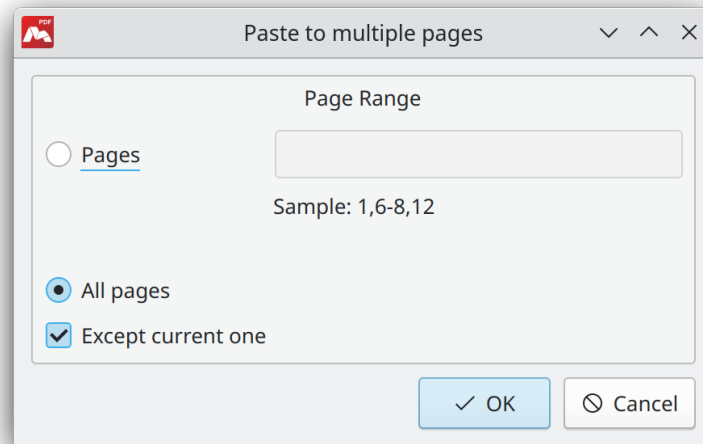 PDF
Paste to multiple pages
Page Range
Pages
Sample: 1,6-8,12
All pages
Except current one
OK
Cancel